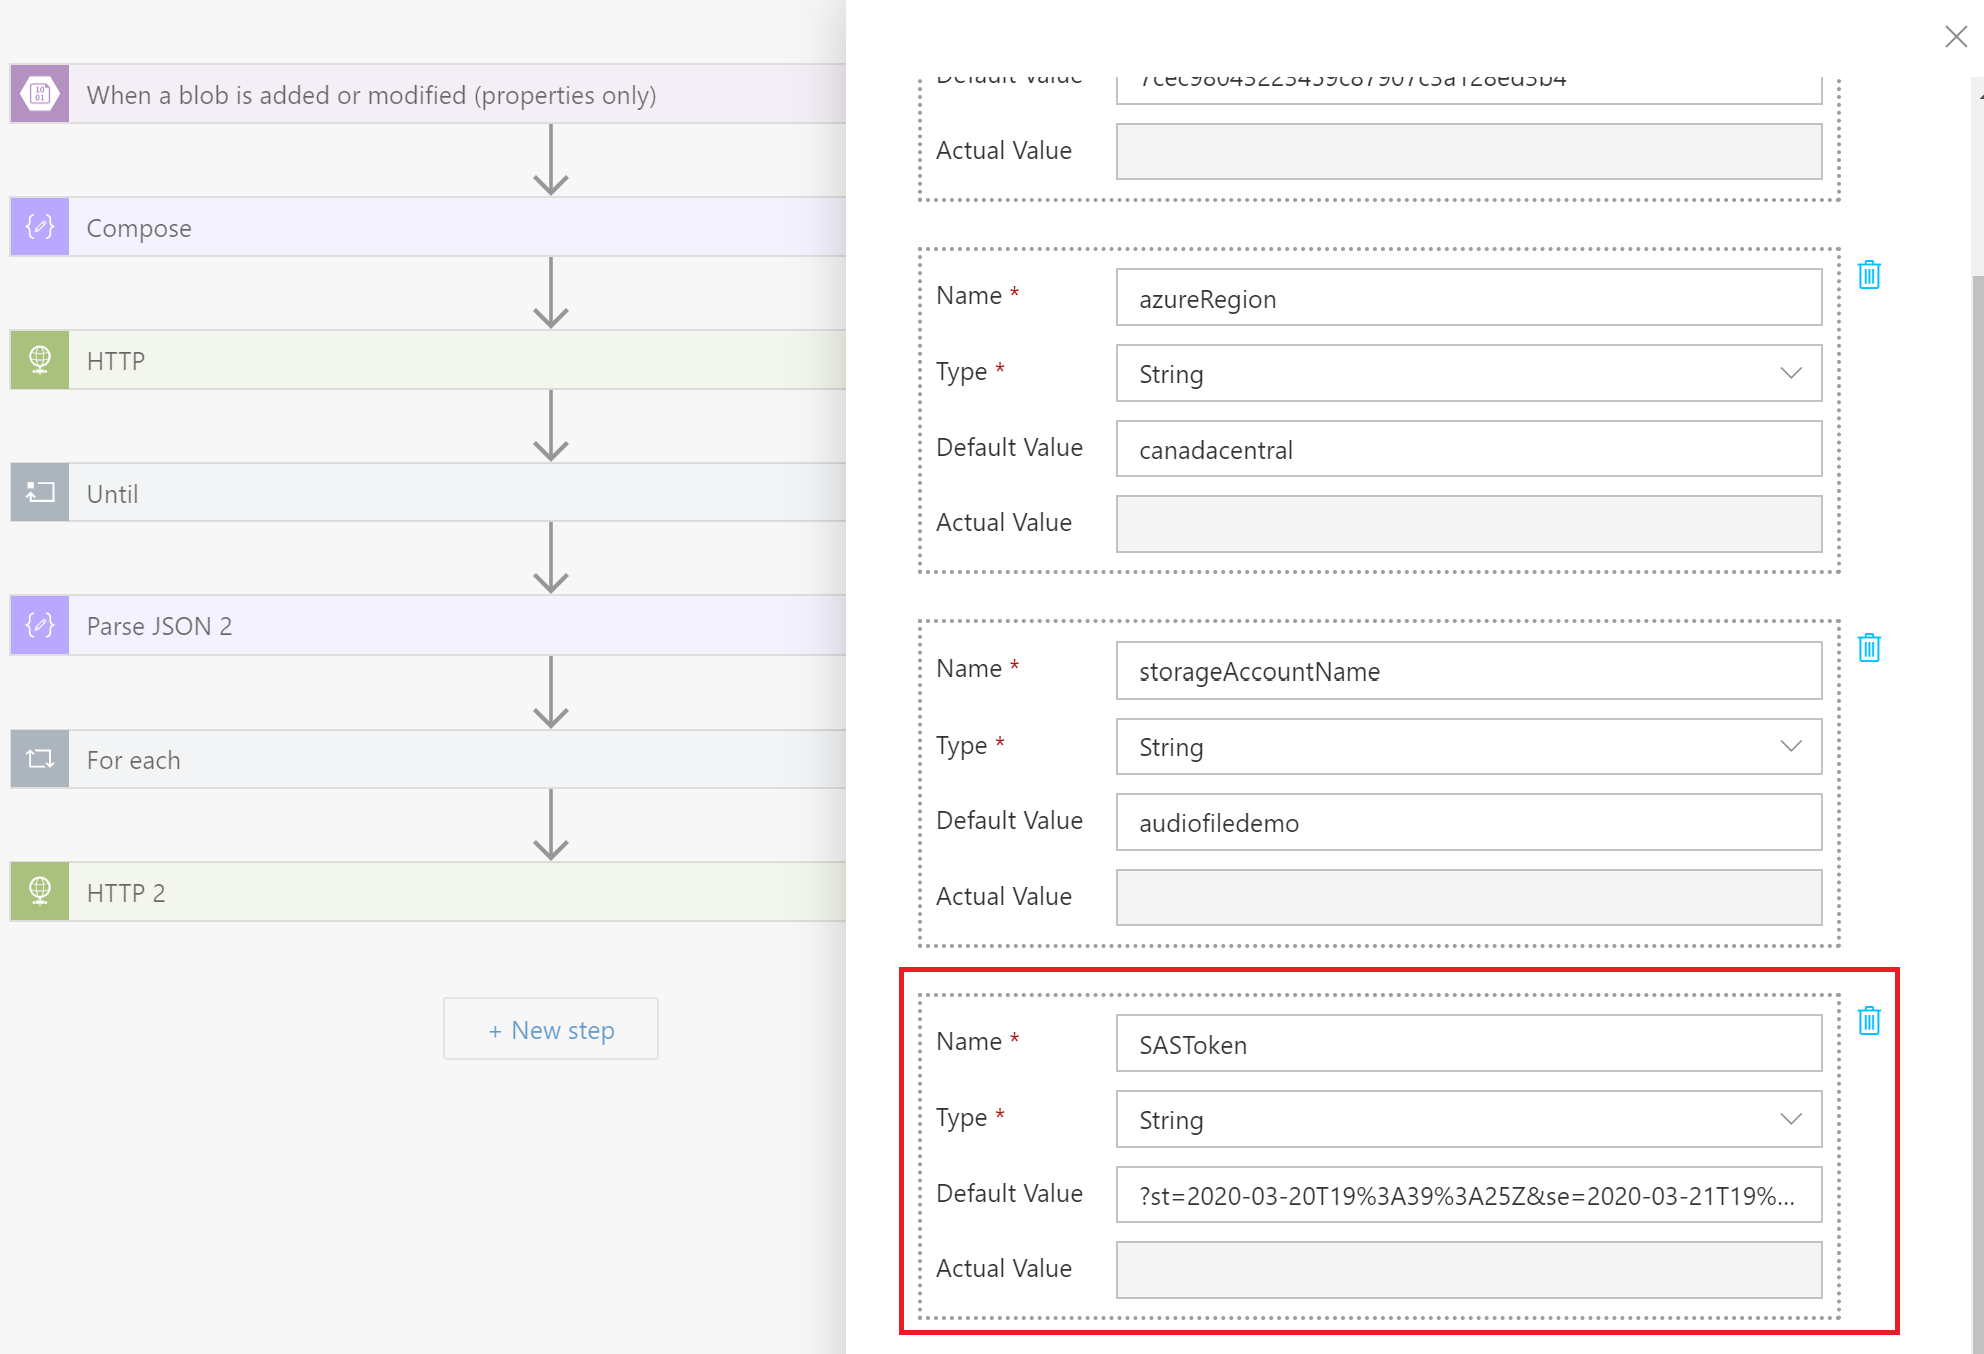 When a blob is added or modified (properties only)
Compose
HTTP
Until
Parse JSON 2
For each
HTTP 2
+ New step
Default Value
7cec98043223459c87907c3a128ed3b4
Actual Value
Name *
azureRegion
Type *
String
Default Value
canadacentral
Actual Value
Name *
storageAccountName
Type *
String
Default Value
audiofiledemo
Actual Value
Name *
SASToken
Type *
String
Default Value
?st=2020-03-20T19%3A39%3A25Z&se=2020-03-21T19%...
Actual Value